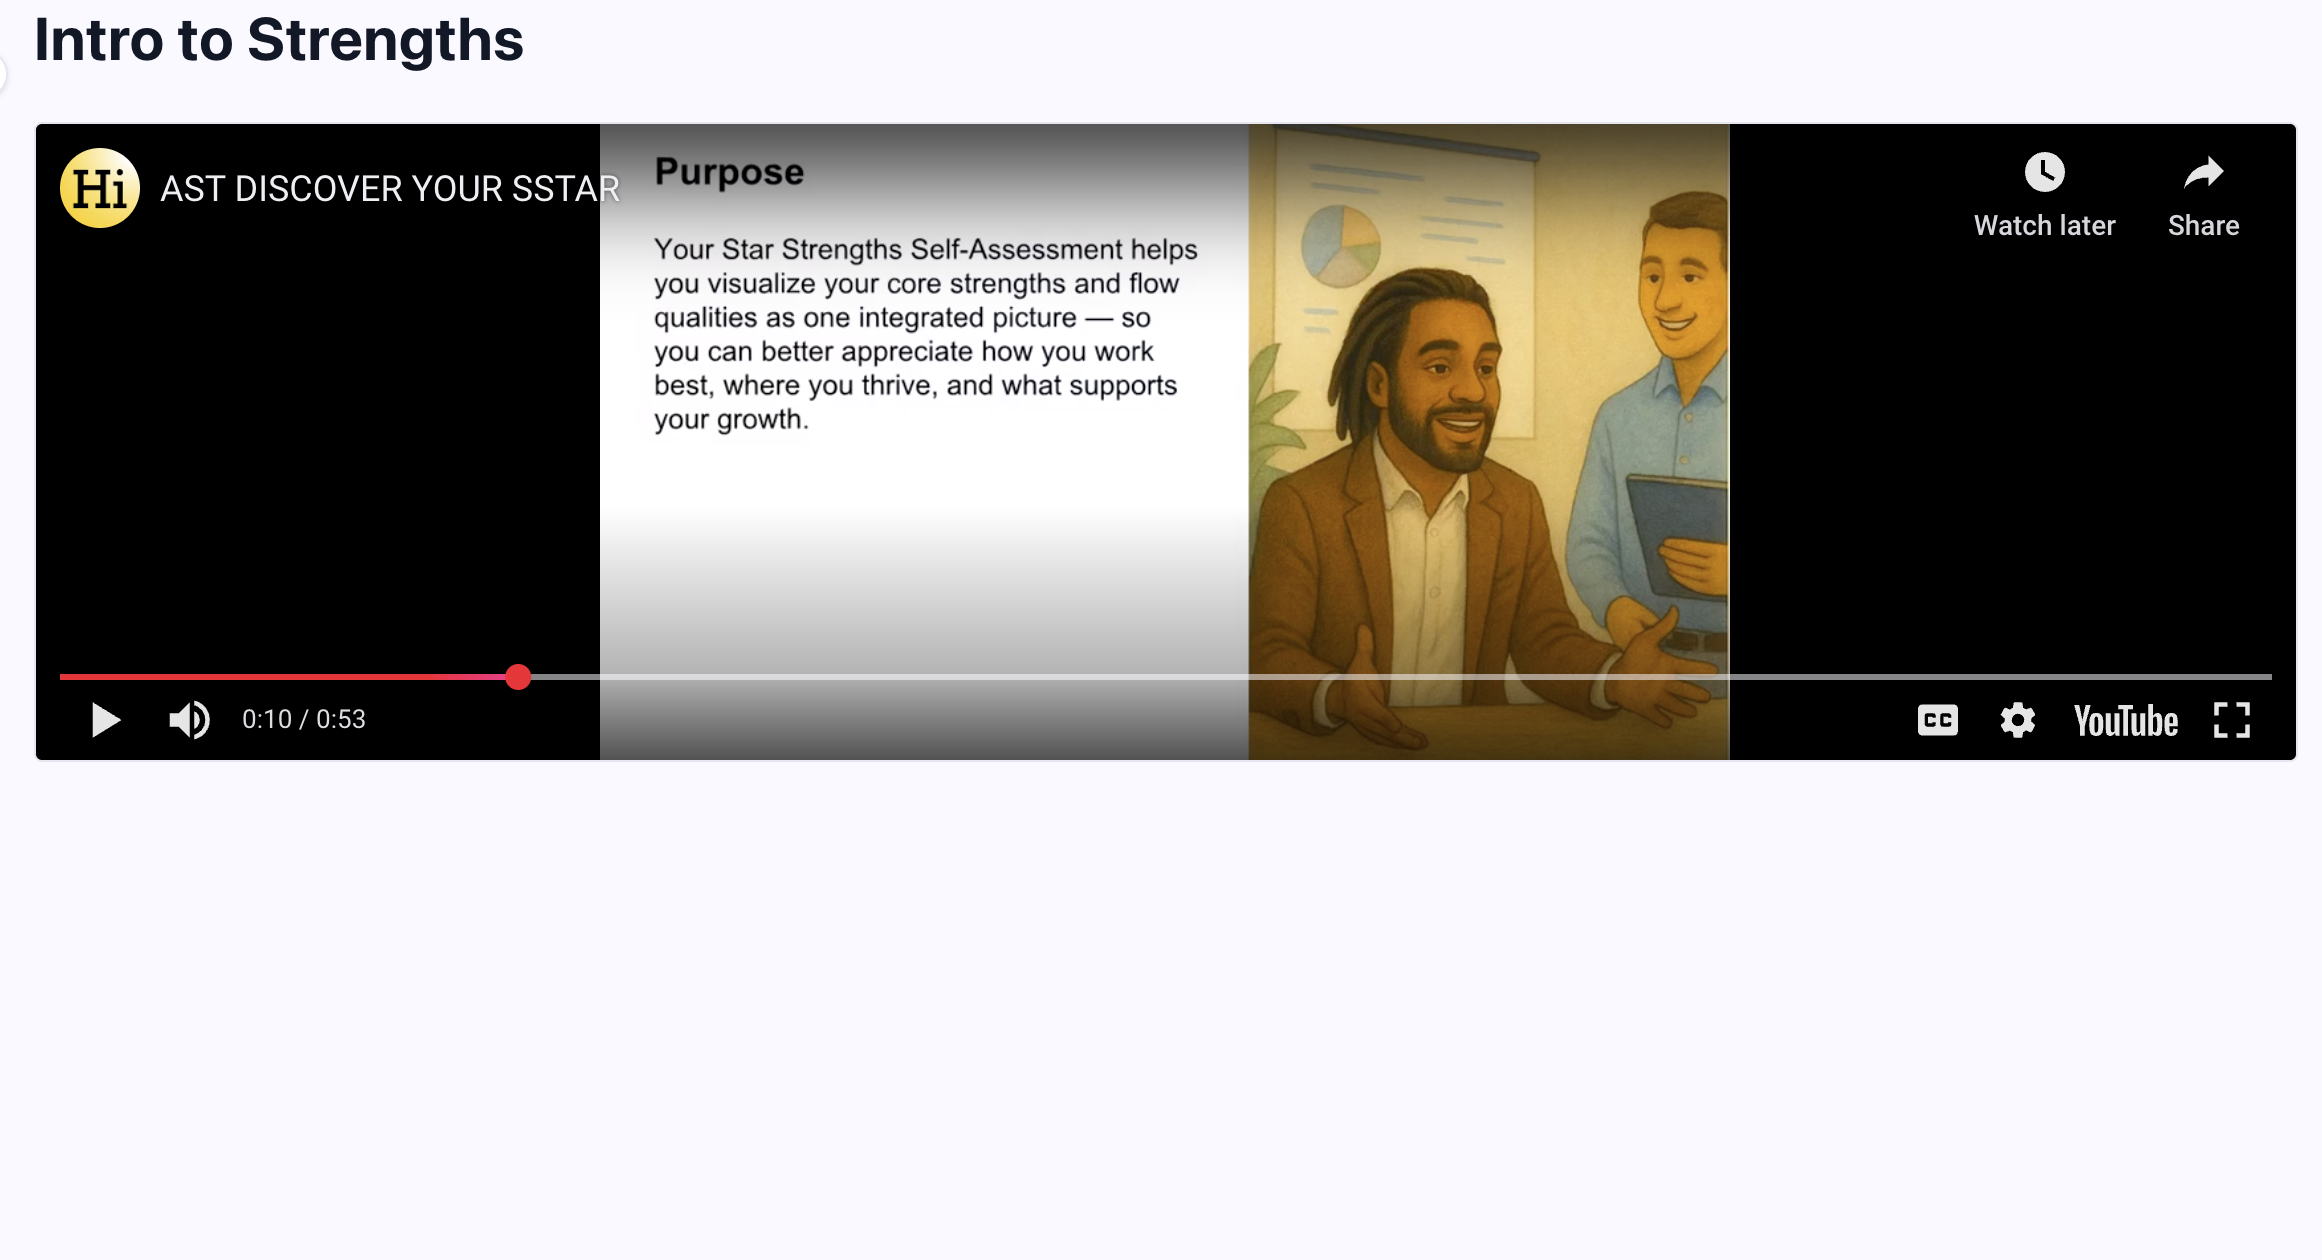 Intro to Strengths
Hi
AST DISCOVER YOUR SSTAR
Purpose
Your Star Strengths Self-Assessment helps
you visualize your core strengths and flow
qualities as one integrated picture — so
you can better appreciate how you work
best, where you thrive, and what supports
your growth.
Watch later
Share
0:10 / 0:53
CC
YouTube